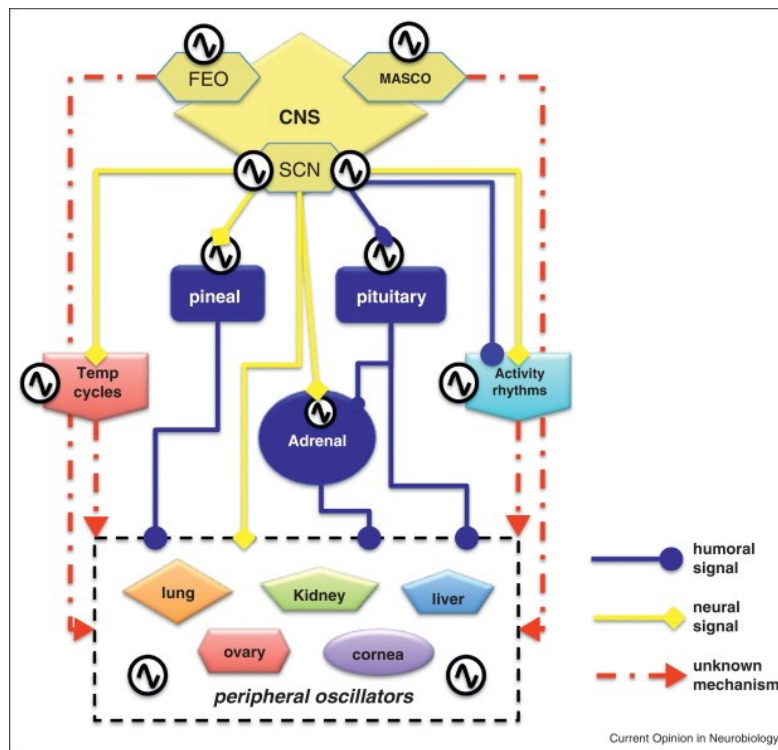 FEO
MASCO
CNS
SCN
pineal
pituitary
Temp
cycles
Activity
rhythms
Adrenal
humoral
signal
lung
Kidney
liver
neural
signal
ovary
cornea
unknown
mechanism
peripheral oscillators
Current Opinion in Neurobiology